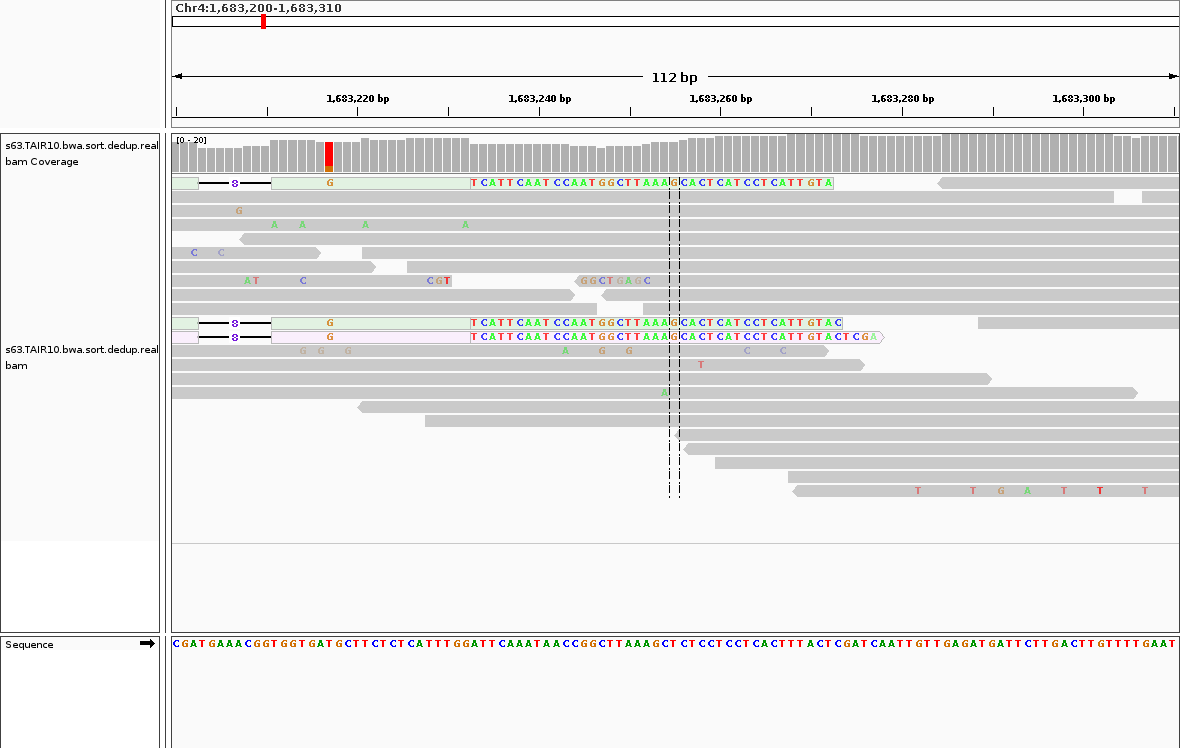 Chr4:1,683,200-1,683,310
112 bp
1,683,220 bp 1,683,240 bp 1,683,260 bp 1,683,280 bp 1,683,300 bp
s63.TAIR10.bwa.sort.dedup.real
bam Coverage
[0 - 20]
8 G TCATTCAATCCAATGGCTTAAAGCACTCATCCTCATTGTA
G
A A A A
C C
A T C C G T G G C T G A G C
8 G TCATTCAATCCAATGGCTTAAAGCACTCATCCTCATTGTAC
8 G TCATTCAATCCAATGGCTTAAAGCACTCATCCTCATTGTACTCGA
s63.TAIR10.bwa.sort.dedup.real
bam
G G G A G G C C
T
A
T T G A T T T
Sequence
CGATGAAACGGTGGTGATGCTTCTCTCATTTGGATTCAAATAACCGGCTTAAAGCTCTCCTCCTCACTTTACTCGATCAATTGTTGAGATGATTCTTGACTTGTTTTGAAT